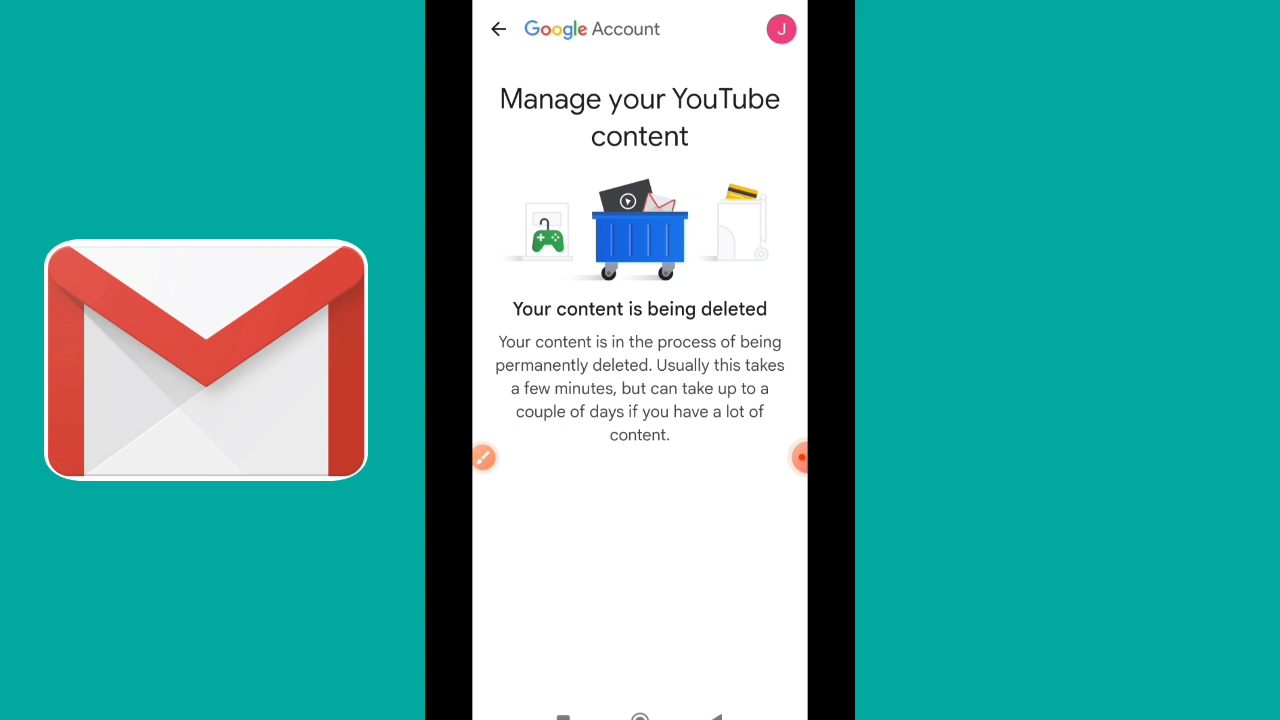 Google Account
J
Manage your YouTube
content
Your content is being deleted
Your content is in the process of being
permanently deleted. Usually this takes
a few minutes, but can take up to a
couple of days if you have a lot of
content.